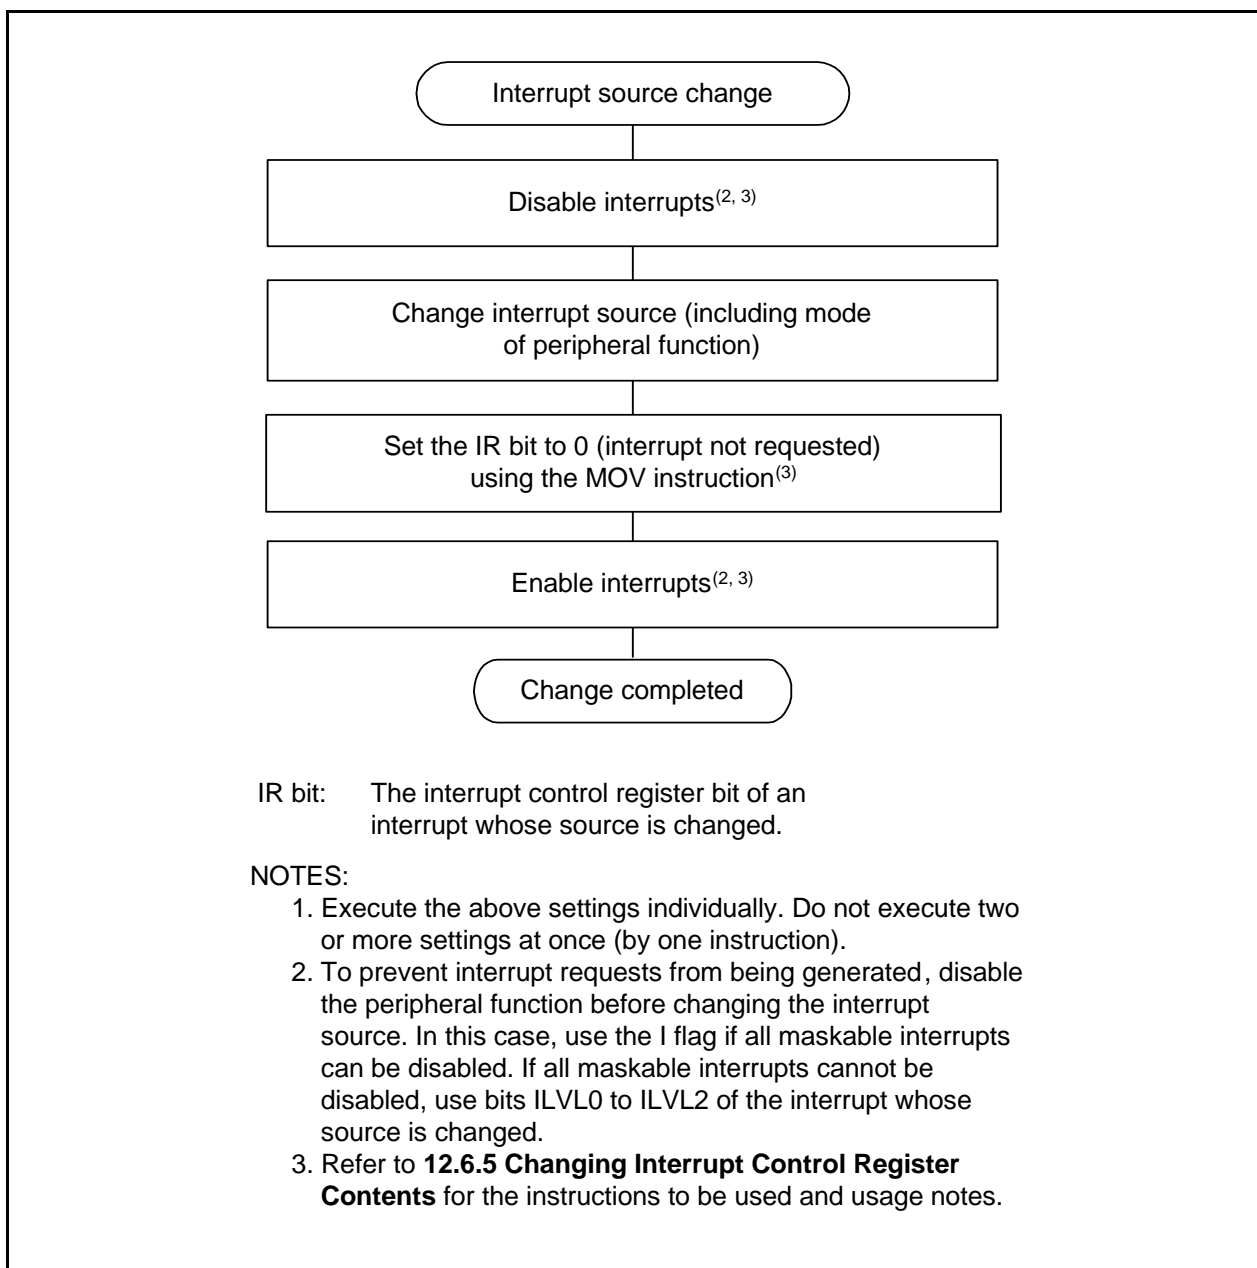 Interrupt source change
Disable interrupts(2, 3)
Change interrupt source (including mode
of peripheral function)
Set the IR bit to 0 (interrupt not requested)
using the MOV instruction(3)
Enable interrupts(2, 3)
Change completed
IR bit: The interrupt control register bit of an
interrupt whose source is changed.
NOTES:
1. Execute the above settings individually. Do not execute two
or more settings at once (by one instruction).
2. To prevent interrupt requests from being generated, disable
the peripheral function before changing the interrupt
source. In this case, use the I flag if all maskable interrupts
can be disabled. If all maskable interrupts cannot be
disabled, use bits ILVL0 to ILVL2 of the interrupt whose
source is changed.
3. Refer to 12.6.5 Changing Interrupt Control Register
Contents for the instructions to be used and usage notes.